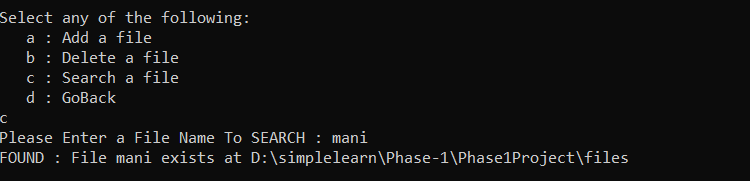 Select any of the following:
   a : Add a file
   b : Delete a file
   c : Search a file
   d : GoBack
c
Please Enter a File Name To SEARCH : mani
FOUND : File mani exists at D:\simplelearn\Phase-1\Phase1Project\files